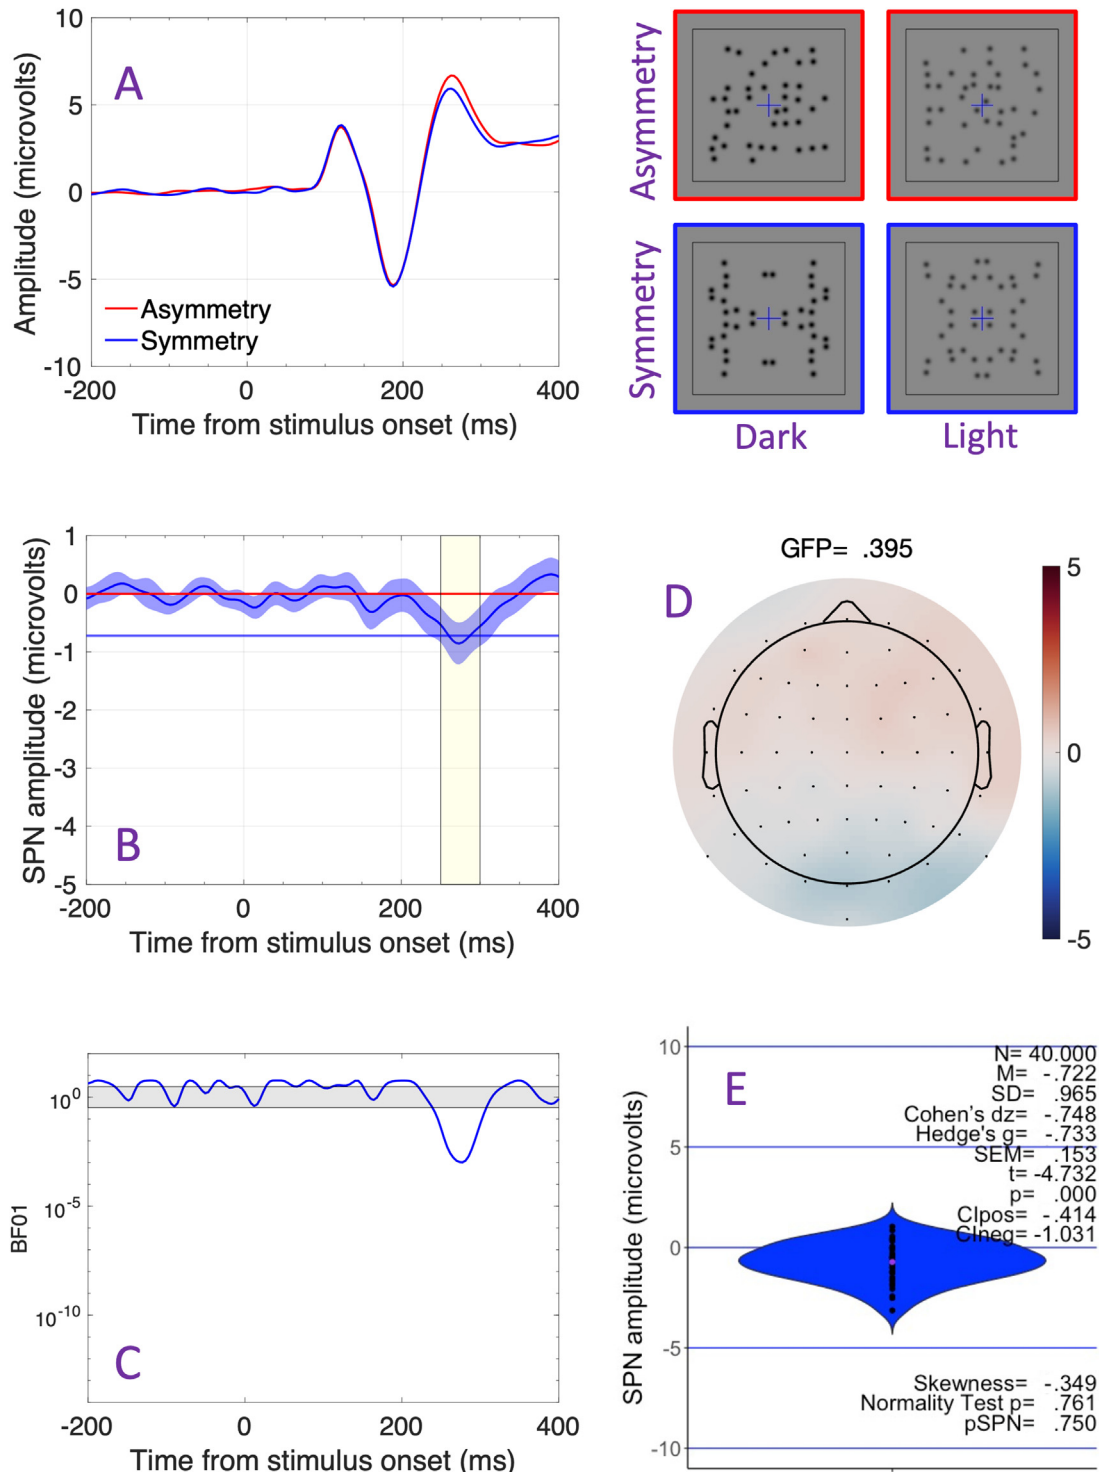 A
Amplitude (microvolts)
10
5
0
-5
-10
Asymmetry
Symmetry
-200
0
200
400
Time from stimulus onset (ms)
Asymmetry
Symmetry
Dark
Light
B
SPN amplitude (microvolts)
1
0
-1
-2
-3
-4
-5
-200
0
200
400
Time from stimulus onset (ms)
D
GFP= .395
5
0
-5
C
BF01
10^0
10^-5
10^-10
-200
0
200
400
Time from stimulus onset (ms)
E
SPN amplitude (microvolts)
10
5
0
-5
-10
N= 40.000
M= -.722
SD= .965
Cohen's dz= -.748
Hedge's g= -.733
SEM= .153
t= -4.732
p= .000
CIpos= -.414
CIneg= -1.031
Skewness= -.349
Normality Test p= .761
pSPN= .750